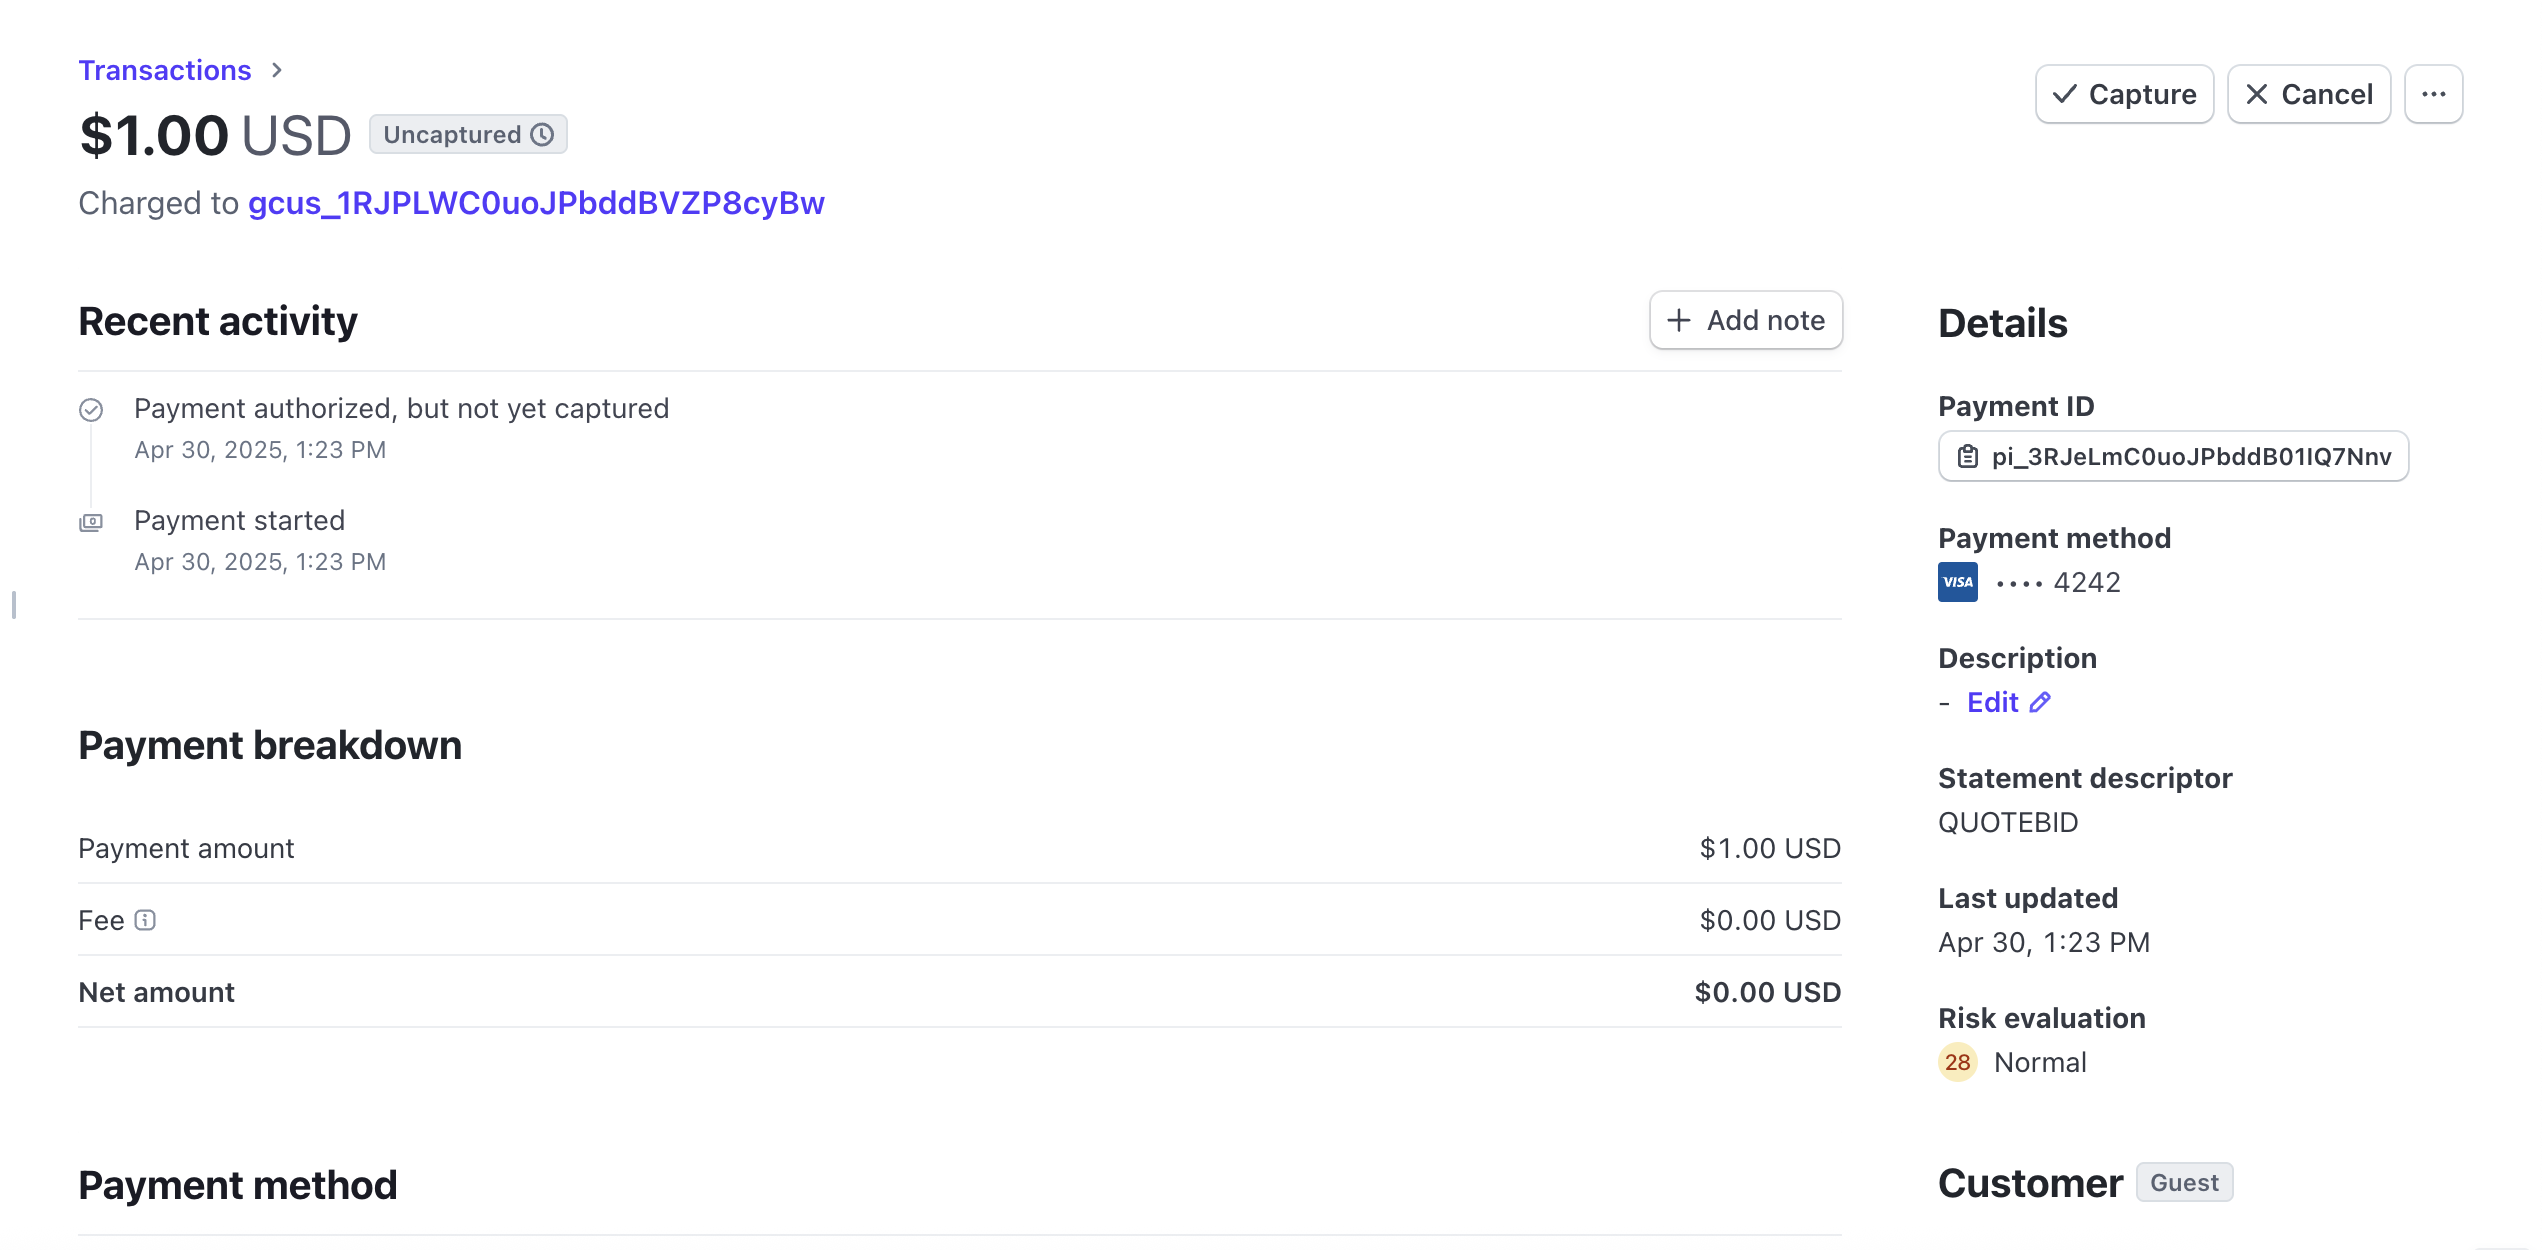 Transactions
$1.00 USD Uncaptured
Charged to gcus_1RJPLWC0uoJPbddBVZP8cyBw
Capture
Cancel
Recent activity
Add note
Payment authorized, but not yet captured
Apr 30, 2025, 1:23 PM
Payment started
Apr 30, 2025, 1:23 PM
Payment breakdown
Payment amount $1.00 USD
Fee $0.00 USD
Net amount $0.00 USD
Payment method
Details
Payment ID
pi_3RJeLmC0uoJPbddB01IQ7Nnv
Payment method
VISA •••• 4242
Description
- Edit
Statement descriptor
QUOTEBID
Last updated
Apr 30, 1:23 PM
Risk evaluation
28 Normal
Customer Guest